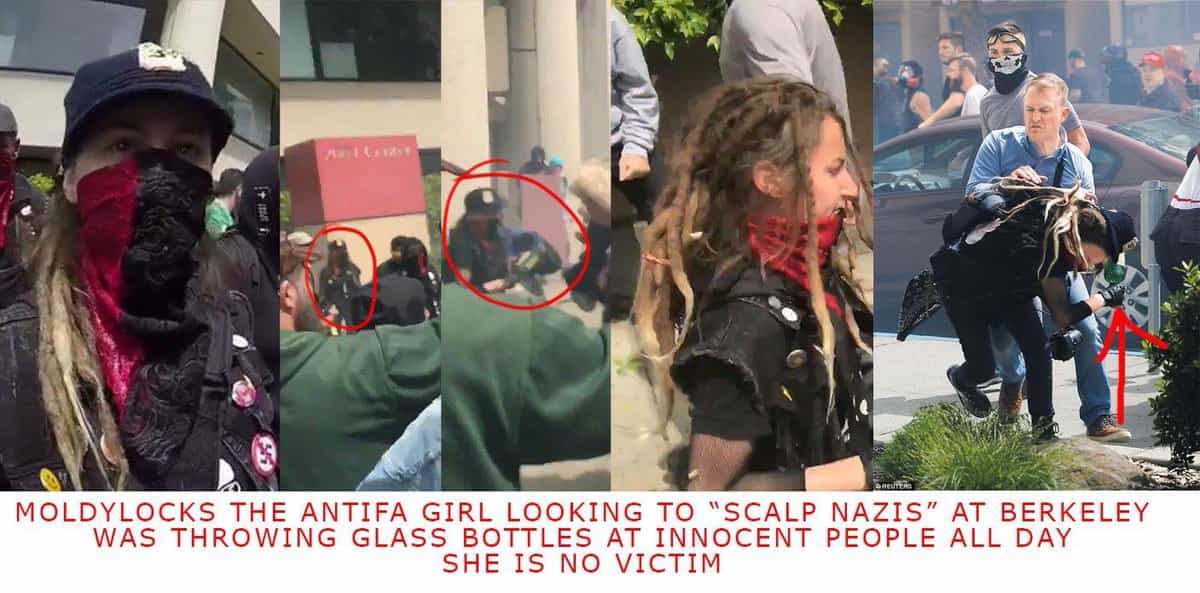 MOLDYLOCKS THE ANTIFA GIRL LOOKING TO “SCALP NAZIS” AT BERKELEY
WAS THROWING GLASS BOTTLES AT INNOCENT PEOPLE ALL DAY
SHE IS NO VICTIM
© REUTERS